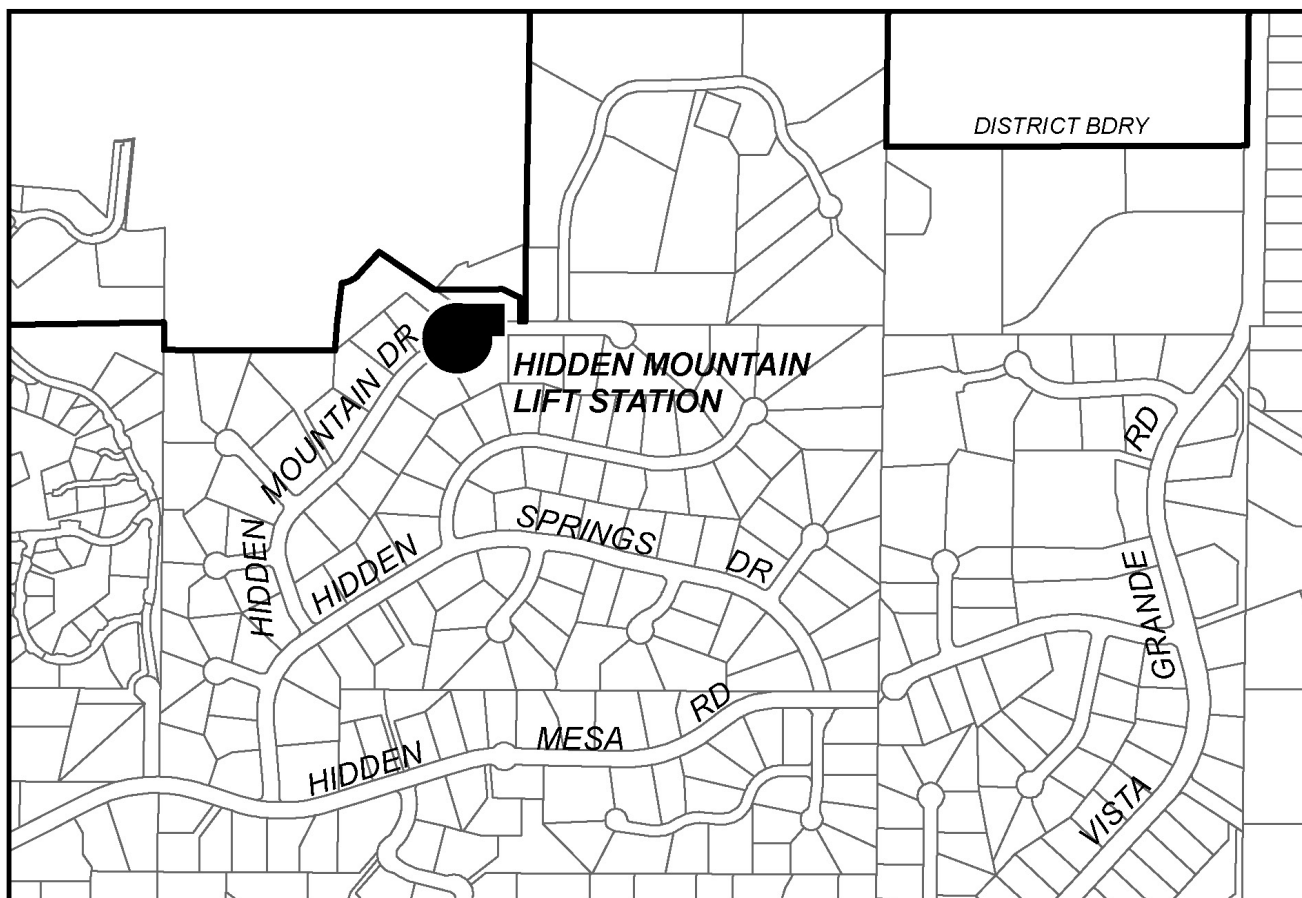 DISTRICT BDRY
HIDDEN MOUNTAIN DR
HIDDEN MOUNTAIN
LIFT STATION
HIDDEN SPRINGS DR
HIDDEN MESA RD
VISTA GRANDE RD